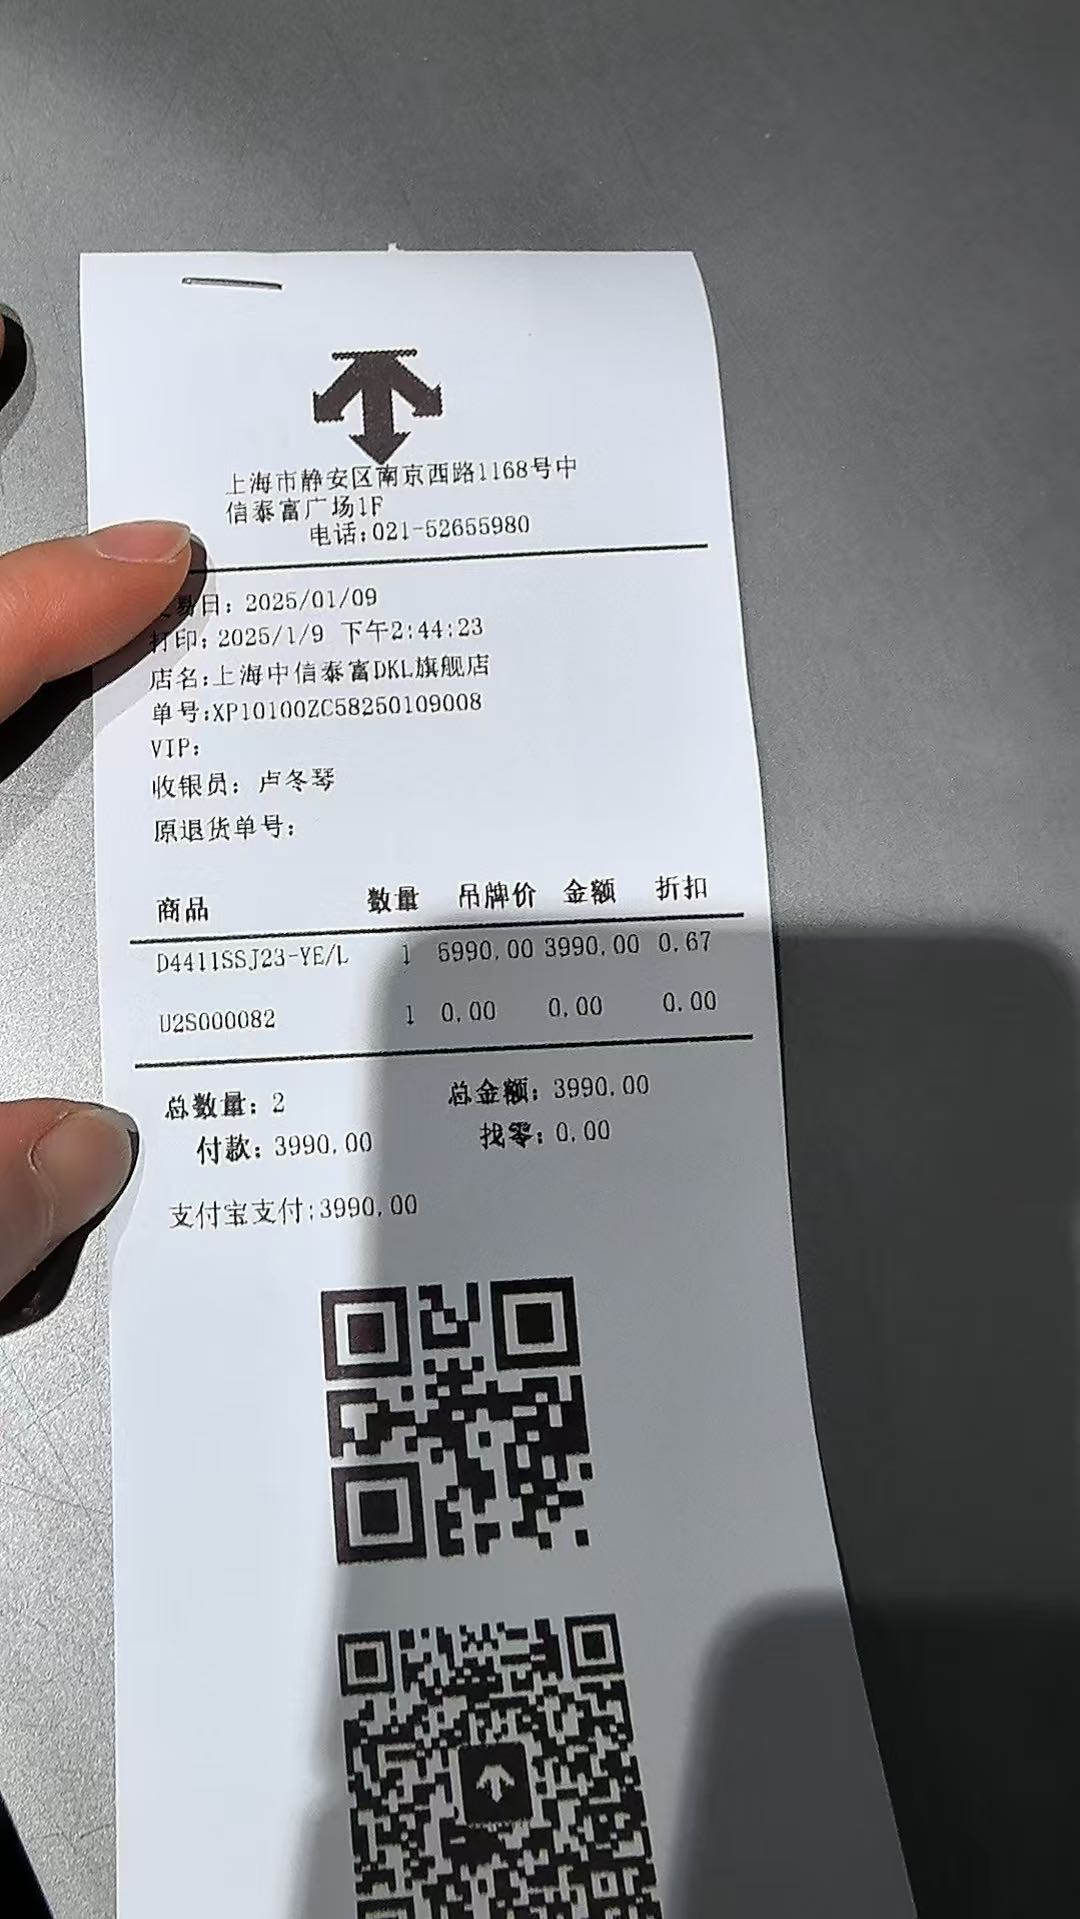 上海市静安区南京西路1168号中
信泰富广场1F
电话:021-52655980
交易日: 2025/01/09
打印: 2025/1/9 下午2:44:23
店名:上海中信泰富DKL旗舰店
单号:XP10100ZC58250109008
VIP:
收银员: 卢冬琴
原退货单号:
商品 数量 吊牌价 金额 折扣
D4411SSJ23-YE/L 1 5990.00 3990.00 0.67
U2S000082 1 0.00 0.00 0.00
总数量: 2 总金额: 3990.00
付款: 3990.00 找零: 0.00
支付宝支付:3990.00